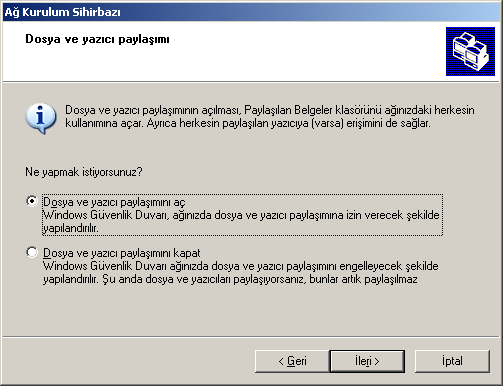 Ağ Kurulum Sihirbazı
Dosya ve yazıcı paylaşımı
Dosya ve yazıcı paylaşımının açılması, Paylaşılan Belgeler klasörünü ağınızdaki herkesin
kullanımına açar. Ayrıca herkesin paylaşılan yazıcıya (varsa) erişimini de sağlar.
Ne yapmak istiyorsunuz?
Dosya ve yazıcı paylaşımını aç
Windows Güvenlik Duvarı, ağınızda dosya ve yazıcı paylaşımına izin verecek şekilde
yapılandırılır.
Dosya ve yazıcı paylaşımını kapat
Windows Güvenlik Duvarı ağınızda dosya ve yazıcı paylaşımını engelleyecek şekilde
yapılandırılır. Şu anda dosya ve yazıcıları paylaşıyorsanız, bunlar artık paylaşılmaz
< Geri
İleri >
İptal